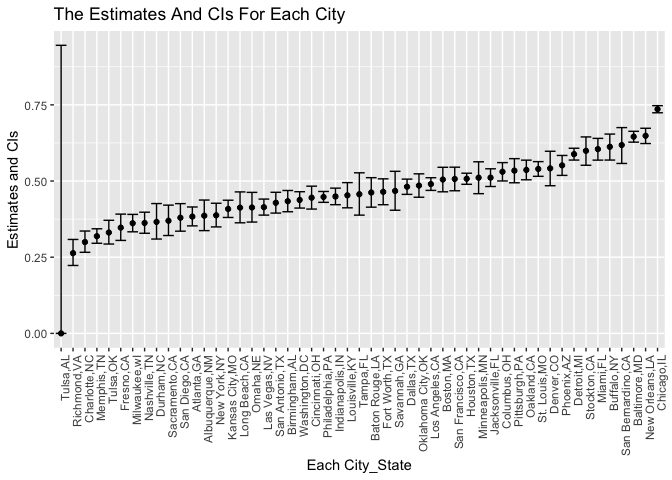 The Estimates And CIs For Each City
Estimates and CIs
0.75
0.50
0.25
0.00
Tulsa,AL
Richmond,VA
Charlotte,NC
Memphis,TN
Tulsa,OK
Fresno,CA
Milwaukee,wI
Nashville,TN
Durham,NC
Sacramento,CA
San Diego,CA
Atlanta,GA
Albuquerque,NM
New York,NY
Kansas City,MO
Long Beach,CA
Omaha,NE
Las Vegas,NV
San Antonio,TX
Birmingham,AL
Washington,DC
Cincinnati,OH
Philadelphia,PA
Indianapolis,IN
Louisville,KY
Tampa,FL
Baton Rouge,LA
Fort Worth,TX
Savannah,GA
Dallas,TX
Oklahoma City,OK
Los Angeles,CA
Boston,MA
San Francisco,CA
Houston,TX
Minneapolis,MN
Jacksonville,FL
Columbus,OH
Pittsburgh,PA
Oakland,CA
St. Louis,MO
Denver,CO
Phoenix,AZ
Detroit,MI
Stockton,CA
Miami,FL
Buffalo,NY
San Bernardino,CA
Baltimore,MD
New Orleans,LA
Chicago,IL
Each City_State